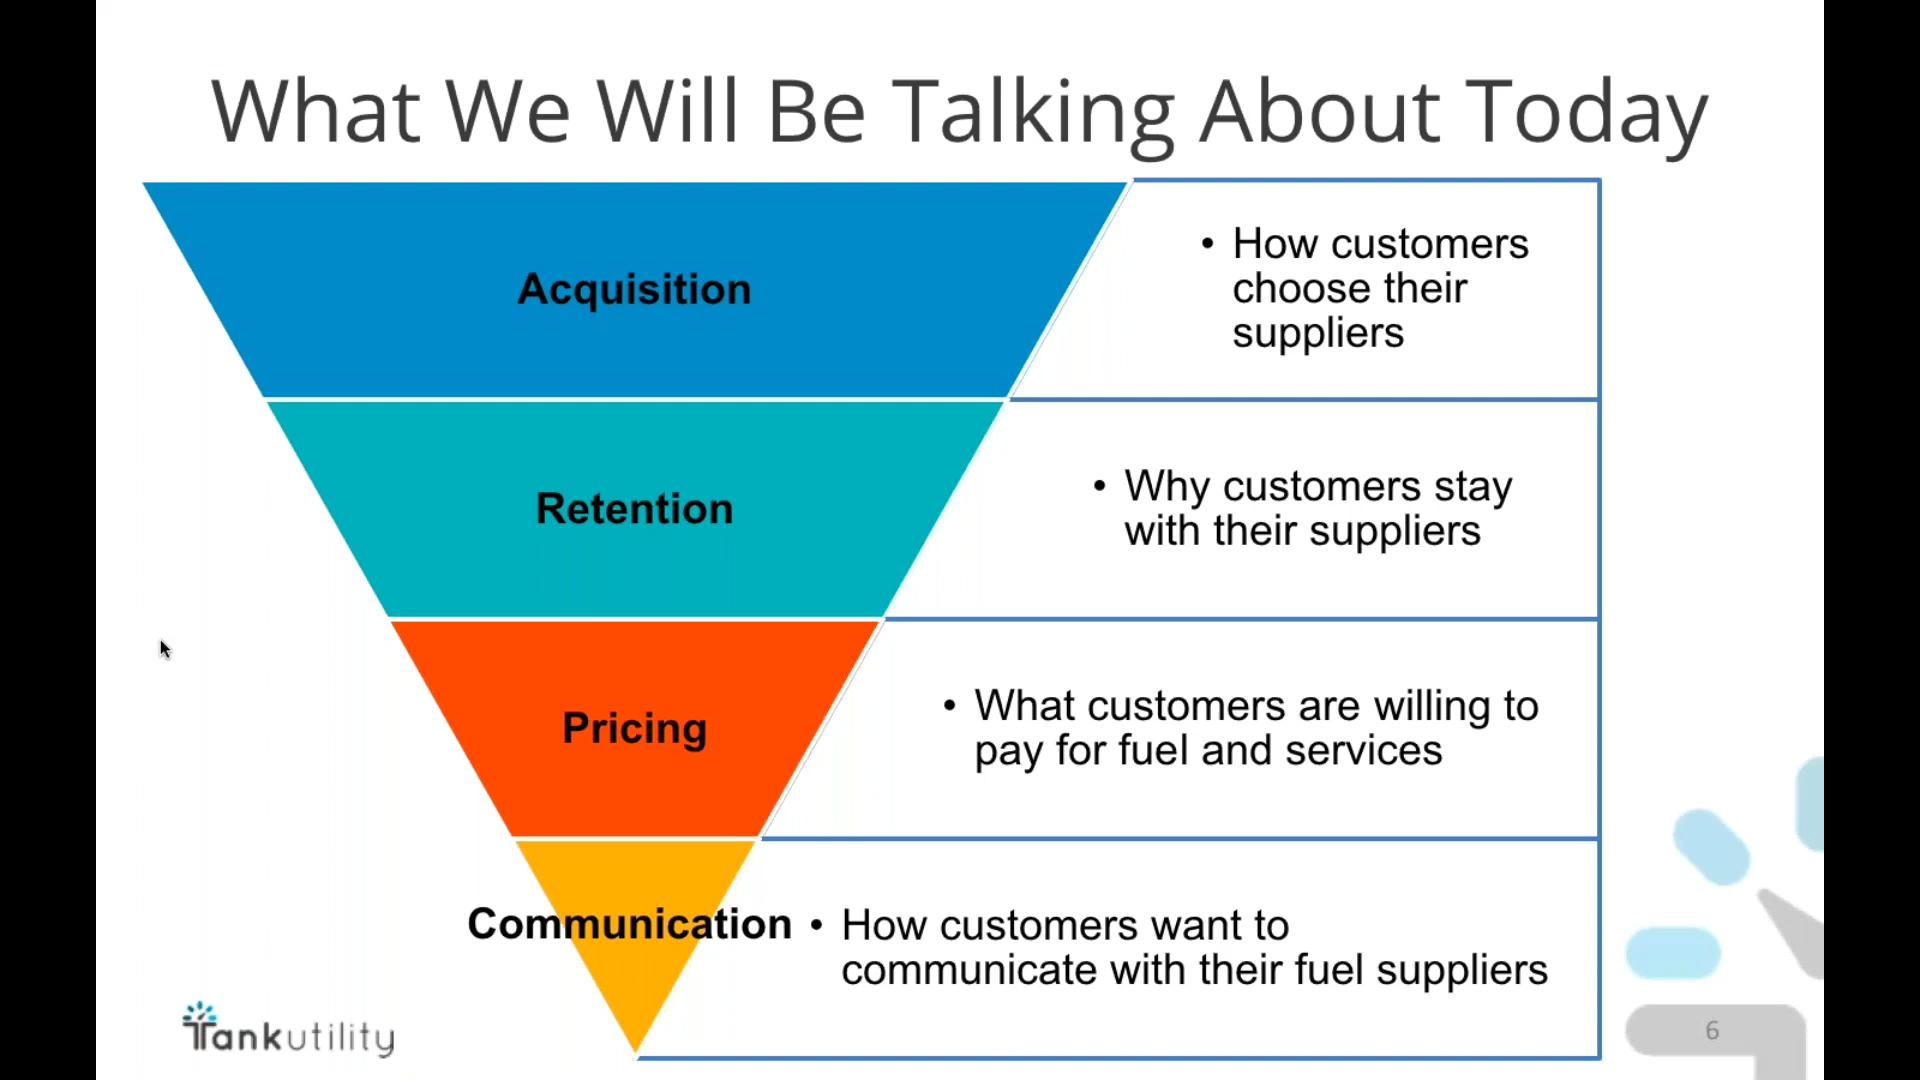 What We Will Be Talking About Today
Acquisition
• How customers
choose their
suppliers
Retention
• Why customers stay
with their suppliers
Pricing
• What customers are willing to
pay for fuel and services
Communication
• How customers want to
communicate with their fuel suppliers
Tankutility
6